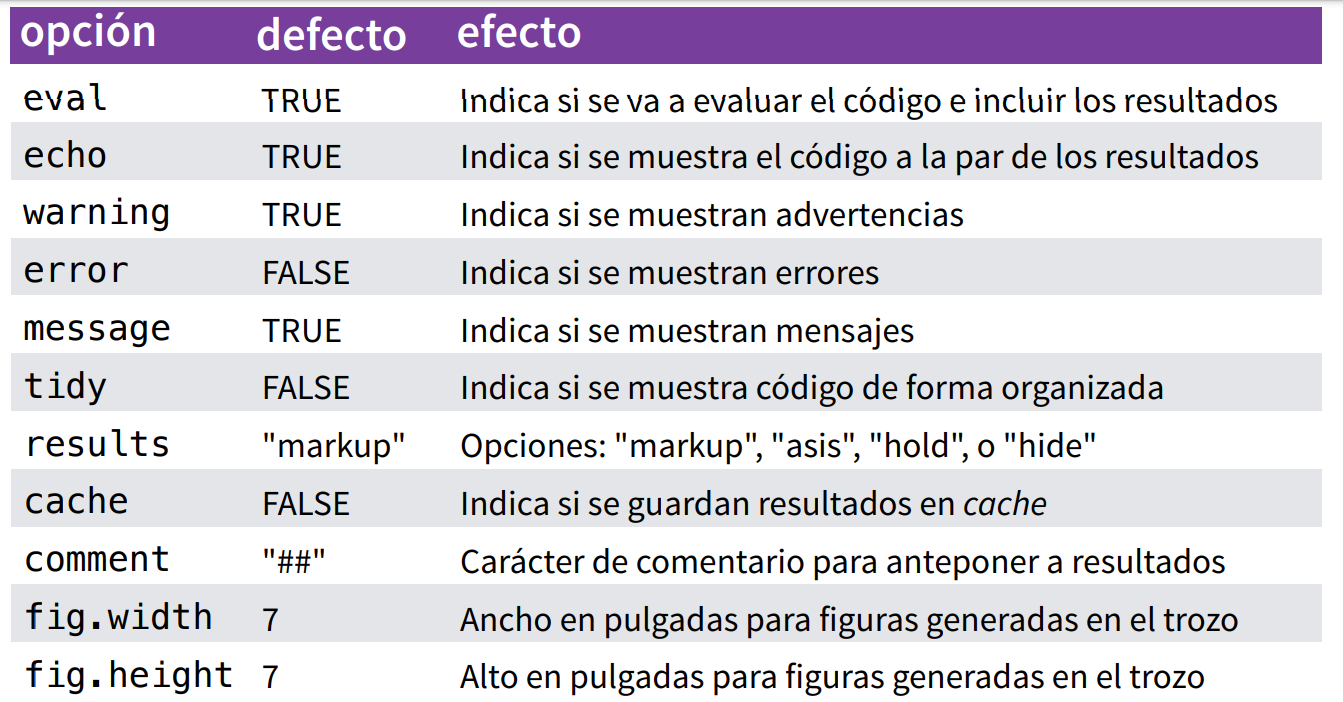 opción defecto efecto
eval TRUE Indica si se va a evaluar el código e incluir los resultados
echo TRUE Indica si se muestra el código a la par de los resultados
warning TRUE Indica si se muestran advertencias
error FALSE Indica si se muestran errores
message TRUE Indica si se muestran mensajes
tidy FALSE Indica si se muestra código de forma organizada
results "markup" Opciones: "markup", "asis", "hold", o "hide"
cache FALSE Indica si se guardan resultados en cache
comment "##" Carácter de comentario para anteponer a resultados
fig.width 7 Ancho en pulgadas para figuras generadas en el trozo
fig.height 7 Alto en pulgadas para figuras generadas en el trozo